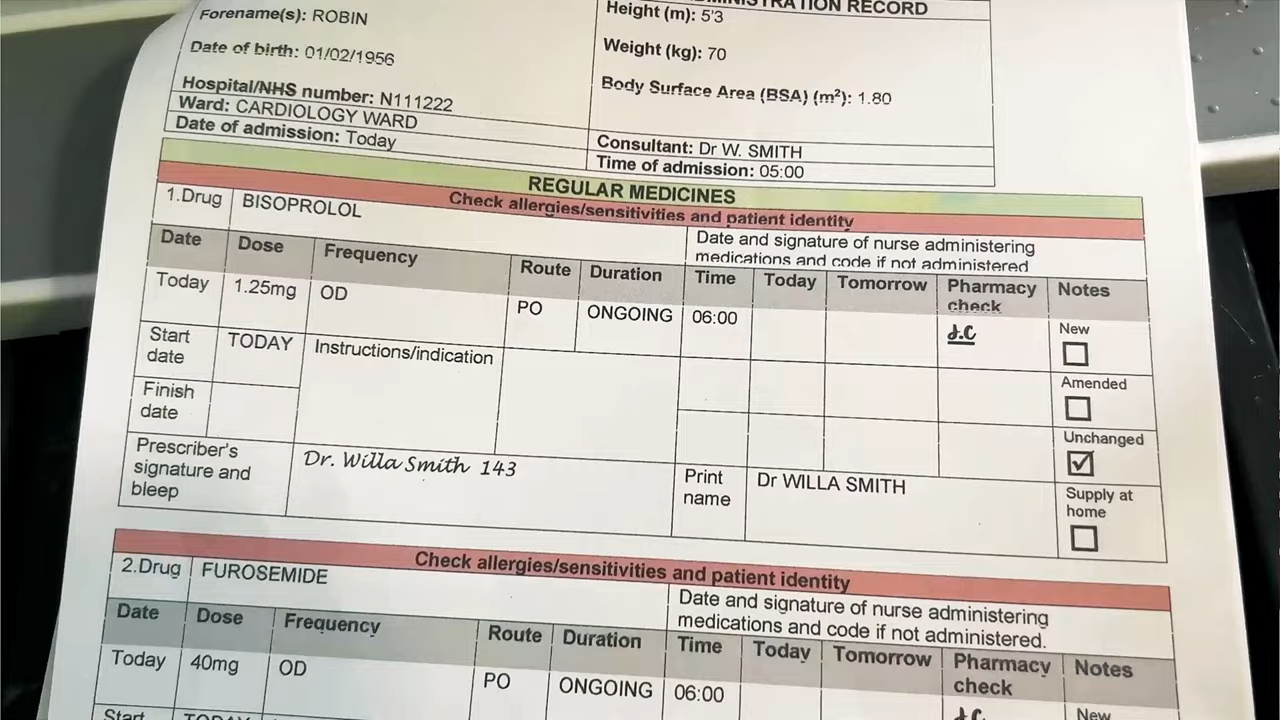 MINISTRATION RECORD
Forename(s): ROBIN
Height (m): 5'3
Date of birth: 01/02/1956
Weight (kg): 70
Hospital/NHS number: N111222
Body Surface Area (BSA) (m²): 1.80
Ward: CARDIOLOGY WARD
Date of admission: Today
Consultant: Dr W. SMITH
Time of admission: 05:00
REGULAR MEDICINES
Check allergies/sensitivities and patient identity
1.Drug BISOPROLOL
Date and signature of nurse administering
medications and code if not administered
Date Dose Frequency Route Duration Time Today Tomorrow Pharmacy check Notes
Today 1.25mg OD PO ONGOING 06:00 J.C New
Start date TODAY Instructions/indication
Amended
Finish date
Unchanged
Prescriber's signature and bleep Dr. Willa Smith 143 Print name Dr WILLA SMITH
Supply at home
Check allergies/sensitivities and patient identity
2.Drug FUROSEMIDE
Date and signature of nurse administering
medications and code if not administered.
Date Dose Frequency Route Duration Time Today Tomorrow Pharmacy check Notes
Today 40mg OD PO ONGOING 06:00 J.C New
Start TODAY